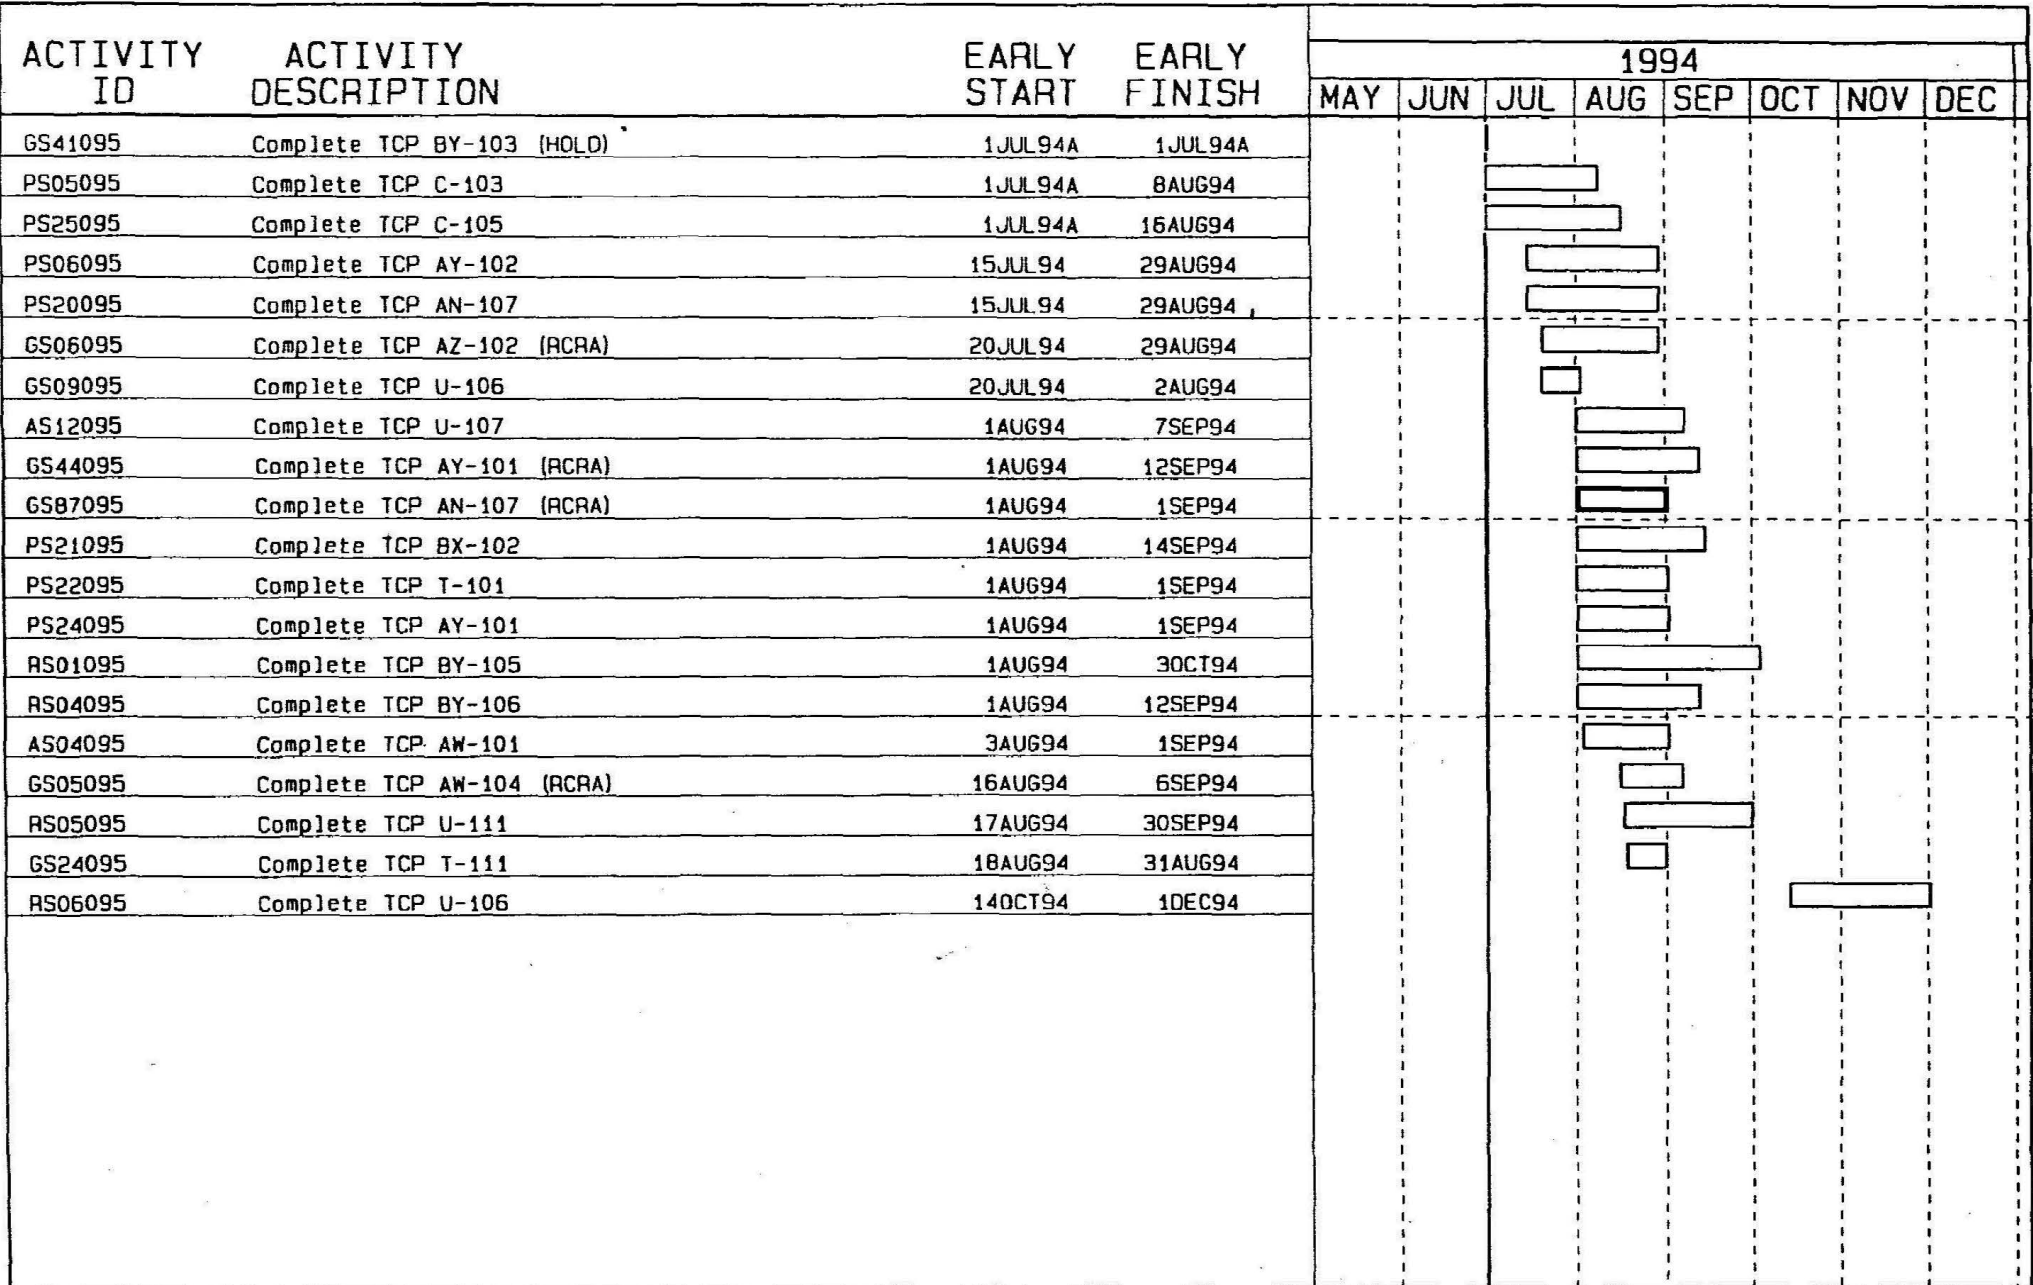 1994
ACTIVITY ID ACTIVITY DESCRIPTION EARLY START EARLY FINISH MAY JUN JUL AUG SEP OCT NOV DEC
GS41095 Complete TCP BY-103 (HOLD) 1JUL94A 1JUL94A
PS05095 Complete TCP C-103 1JUL94A 8AUG94
PS25095 Complete TCP C-105 1JUL94A 16AUG94
PS06095 Complete TCP AY-102 15JUL94 29AUG94
PS20095 Complete TCP AN-107 15JUL94 29AUG94
GS06095 Complete TCP AZ-102 (RCRA) 20JUL94 29AUG94
GS09095 Complete TCP U-106 20JUL94 2AUG94
AS12095 Complete TCP U-107 1AUG94 7SEP94
GS44095 Complete TCP AY-101 (RCRA) 1AUG94 12SEP94
GS87095 Complete TCP AN-107 (RCRA) 1AUG94 1SEP94
PS21095 Complete TCP BX-102 1AUG94 14SEP94
PS22095 Complete TCP T-101 1AUG94 1SEP94
PS24095 Complete TCP AY-101 1AUG94 1SEP94
RS01095 Complete TCP BY-105 1AUG94 3OCT94
RS04095 Complete TCP BY-106 1AUG94 12SEP94
AS04095 Complete TCP AW-101 3AUG94 1SEP94
GS05095 Complete TCP AW-104 (RCRA) 16AUG94 6SEP94
RS05095 Complete TCP U-111 17AUG94 30SEP94
GS24095 Complete TCP T-111 18AUG94 31AUG94
RS06095 Complete TCP U-106 14OCT94 1DEC94